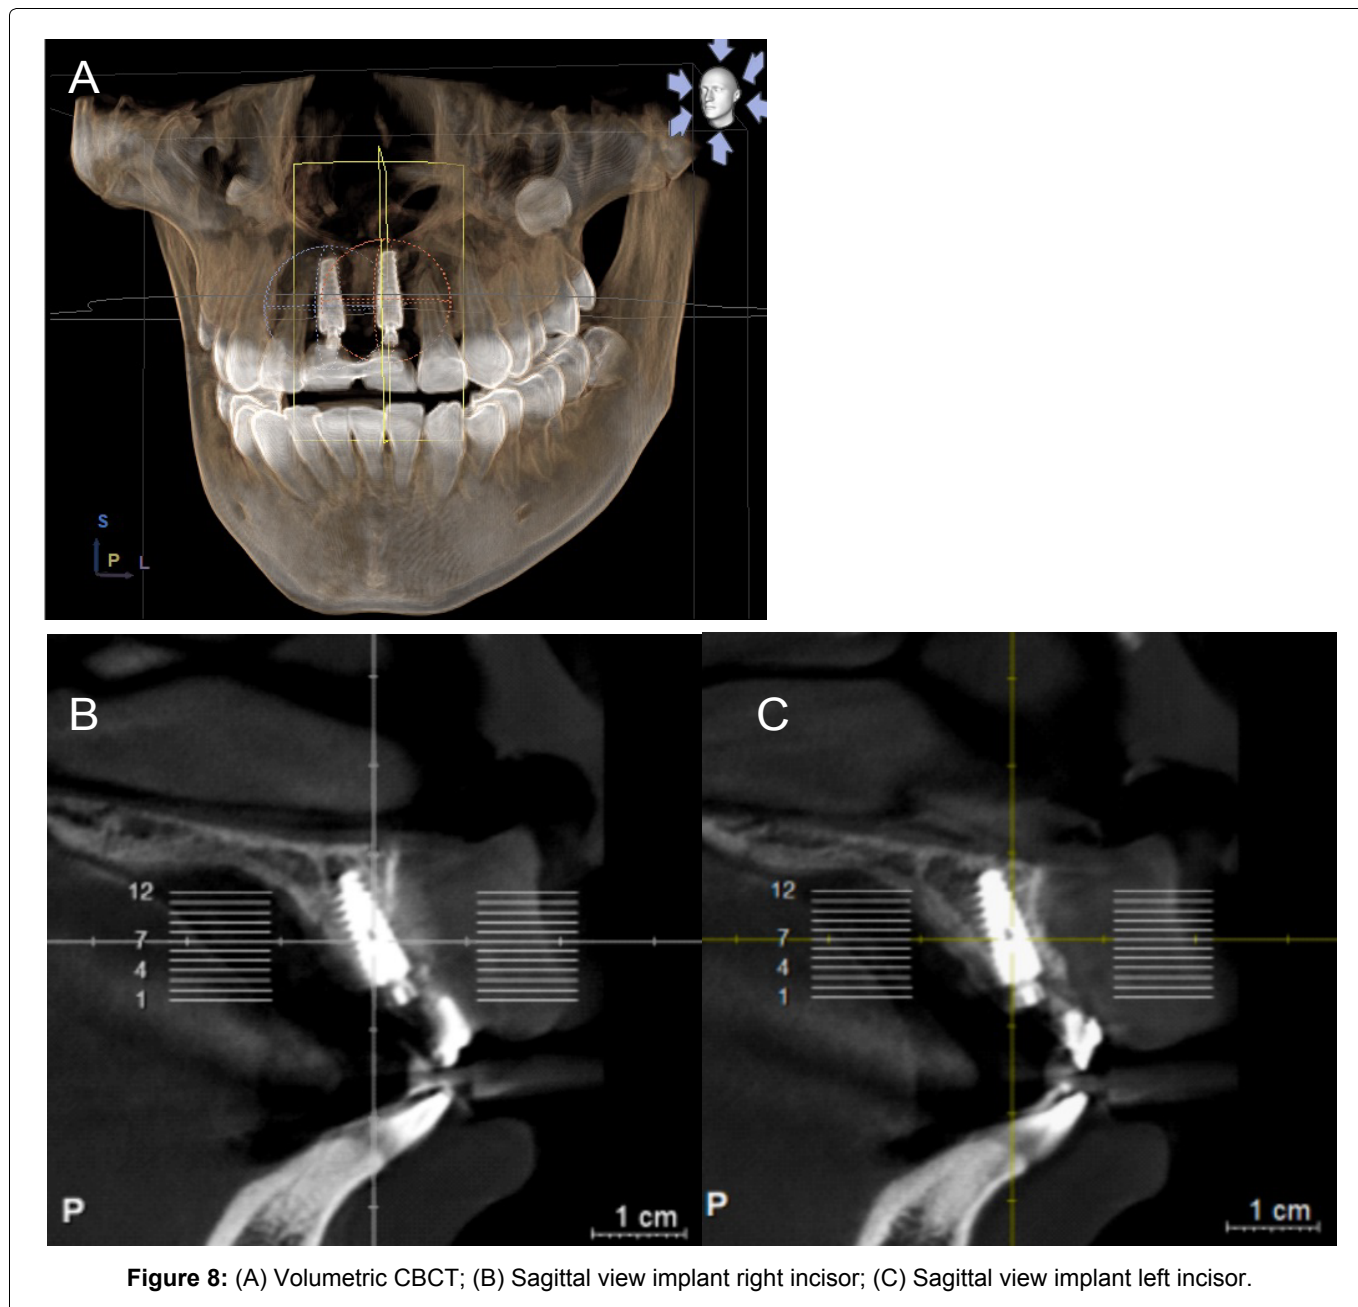 A
S
P L
B
12
7
4
1
P
1 cm
C
12
7
4
1
P
1 cm
Figure 8: (A) Volumetric CBCT; (B) Sagittal view implant right incisor; (C) Sagittal view implant left incisor.